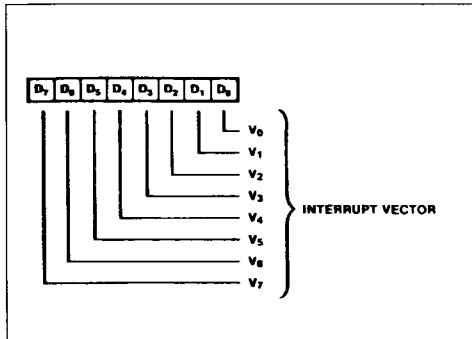 D7 D6 D5 D4 D3 D2 D1 D0
V0
V1
V2
V3
V4
V5
V6
V7
INTERRUPT VECTOR